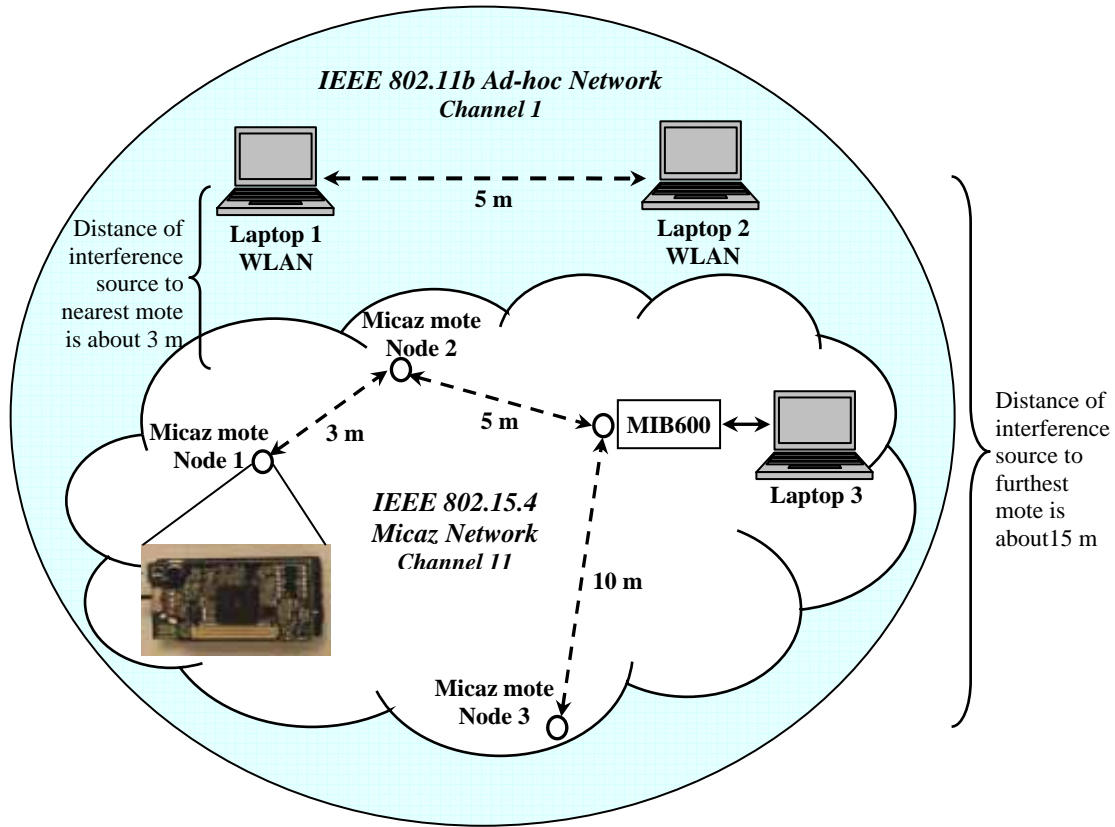 IEEE 802.11b Ad-hoc Network
Channel 1
5 m
Laptop 1
WLAN
Laptop 2
WLAN
Distance of
interference
source to
nearest mote
is about 3 m
Micaz mote
Node 2
3 m
5 m
MIB600
Laptop 3
Micaz mote
Node 1
IEEE 802.15.4
Micaz Network
Channel 11
10 m
Micaz mote
Node 3
Distance of
interference
source to
furthest
mote is
about15 m